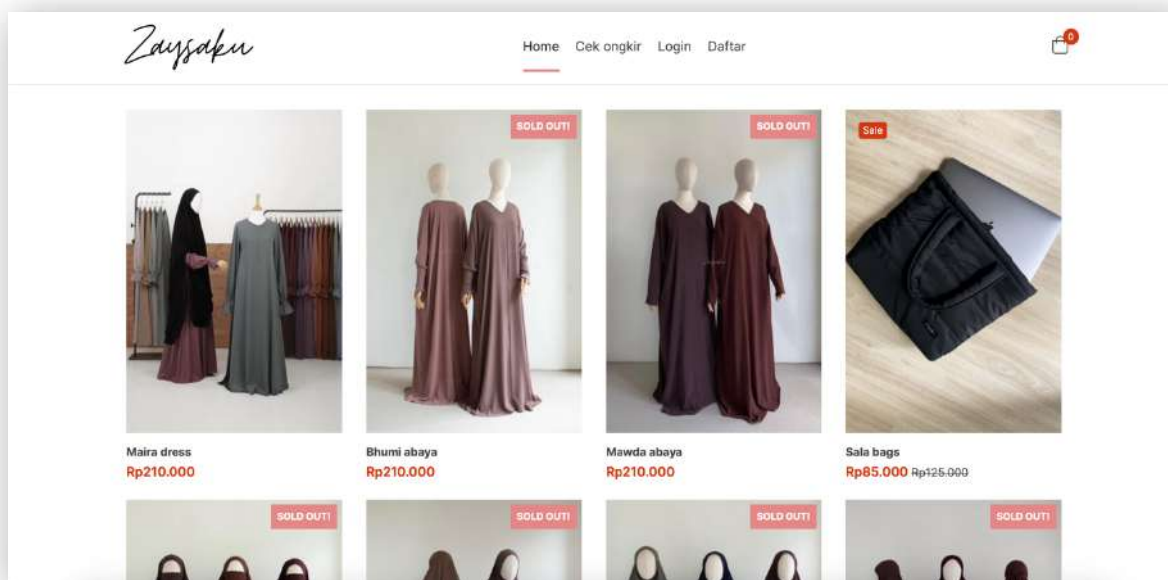 Zaysaku
Home Cek ongkir Login Daftar
0
SOLD OUT!
SOLD OUT!
Sale
Maira dress
Rp210.000
Bhumi abaya
Rp210.000
Mawda abaya
Rp210.000
Sala bags
Rp85.000 Rp125.000
SOLD OUT!
SOLD OUT!
SOLD OUT!
SOLD OUT!